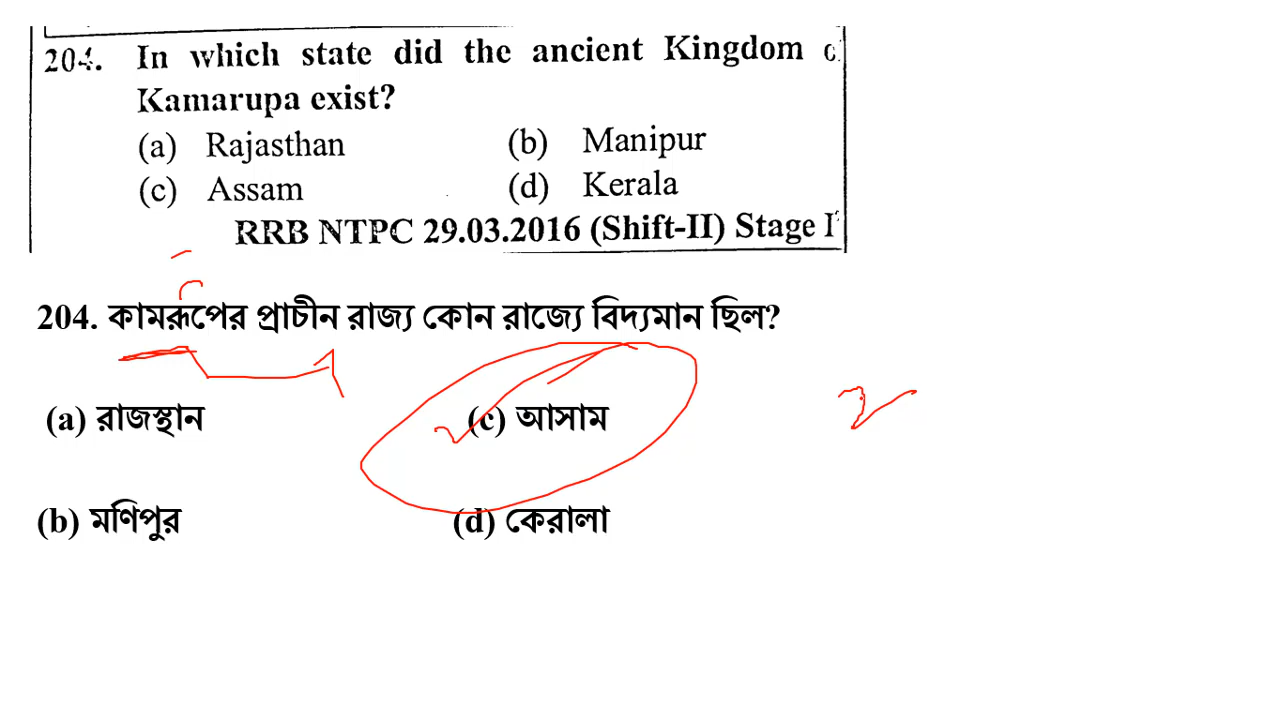 204. In which state did the ancient Kingdom
Kamarupa exist?
(a) Rajasthan (b) Manipur
(c) Assam (d) Kerala
RRB NTPC 29.03.2016 (Shift-II) Stage I
204. কামরূপের প্রাচীন রাজ্য কোন রাজ্যে বিদ্যমান ছিল?
(a) রাজস্থান (c) আসাম
(b) মণিপুর (d) কেরালা